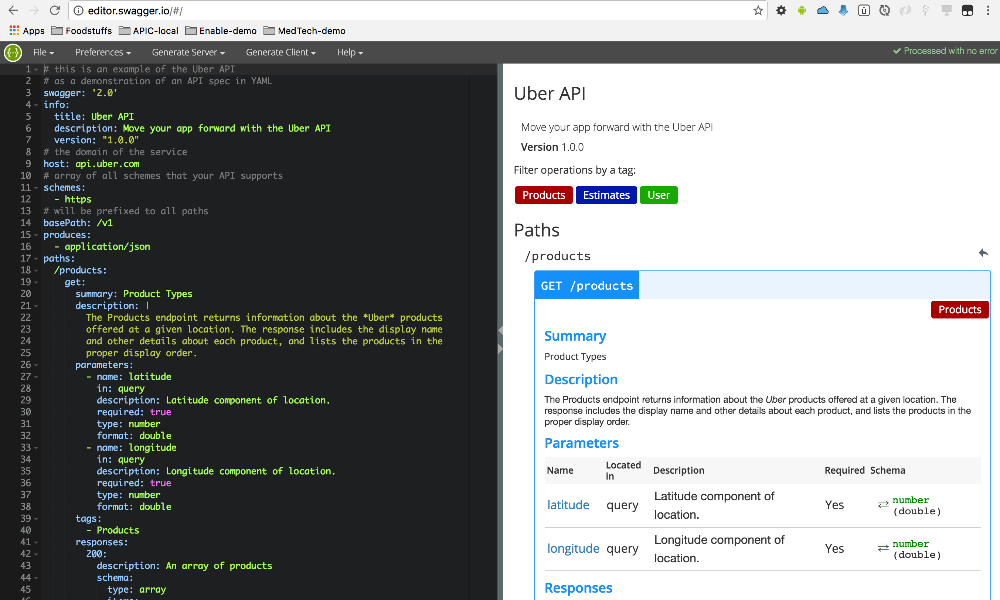 editor.swagger.io/#/
Apps Foodstuffs APIC-local Enable-demo MedTech-demo
File Preferences Generate Server Generate Client Help Processed with no error
1 # this is an example of the Uber API
2 # as a demonstration of an API spec in YAML
3 swagger: '2.0'
4 info:
5 title: Uber API
6 description: Move your app forward with the Uber API
7 version: "1.0.0"
8 # the domain of the service
9 host: api.uber.com
10 # array of all schemes that your API supports
11 schemes:
12 - https
13 # will be prefixed to all paths
14 basePath: /v1
15 produces:
16 - application/json
17 paths:
18 /products:
19 get:
20 summary: Product Types
21 description: |
22 The Products endpoint returns information about the *Uber* products
23 offered at a given location. The response includes the display name
24 and other details about each product, and lists the products in the
25 proper display order.
26 parameters:
27 - name: latitude
28 in: query
29 description: Latitude component of location.
30 required: true
31 type: number
32 format: double
33 - name: longitude
34 in: query
35 description: Longitude component of location.
36 required: true
37 type: number
38 format: double
39 tags:
40 - Products
41 responses:
42 200:
43 description: An array of products
44 schema:
45 type: array
Uber API
Move your app forward with the Uber API
Version 1.0.0
Filter operations by a tag:
Products Estimates User
Paths
/products
GET /products
Products
Summary
Product Types
Description
The Products endpoint returns information about the Uber products offered at a given location. The
response includes the display name and other details about each product, and lists the products in the
proper display order.
Parameters
Name Located in Description Required Schema
latitude query Latitude component of location. Yes number (double)
longitude query Longitude component of location. Yes number (double)
Responses